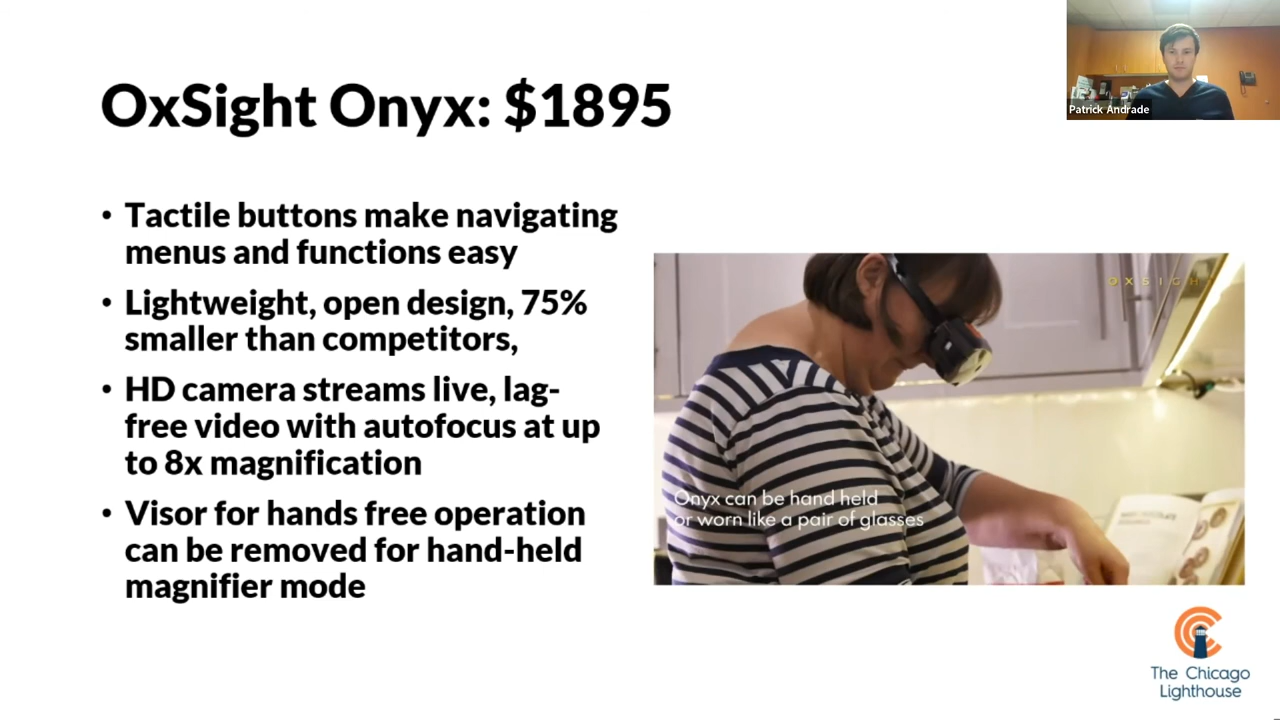 Patrick Andrade
OxSight Onyx: $1895
• Tactile buttons make navigating
menus and functions easy
• Lightweight, open design, 75%
smaller than competitors,
• HD camera streams live, lag-
free video with autofocus at up
to 8x magnification
• Visor for hands free operation
can be removed for hand-held
magnifier mode
OXSIGH
Onyx can be hand held
or worn like a pair of glasses
The Chicago
Lighthouse